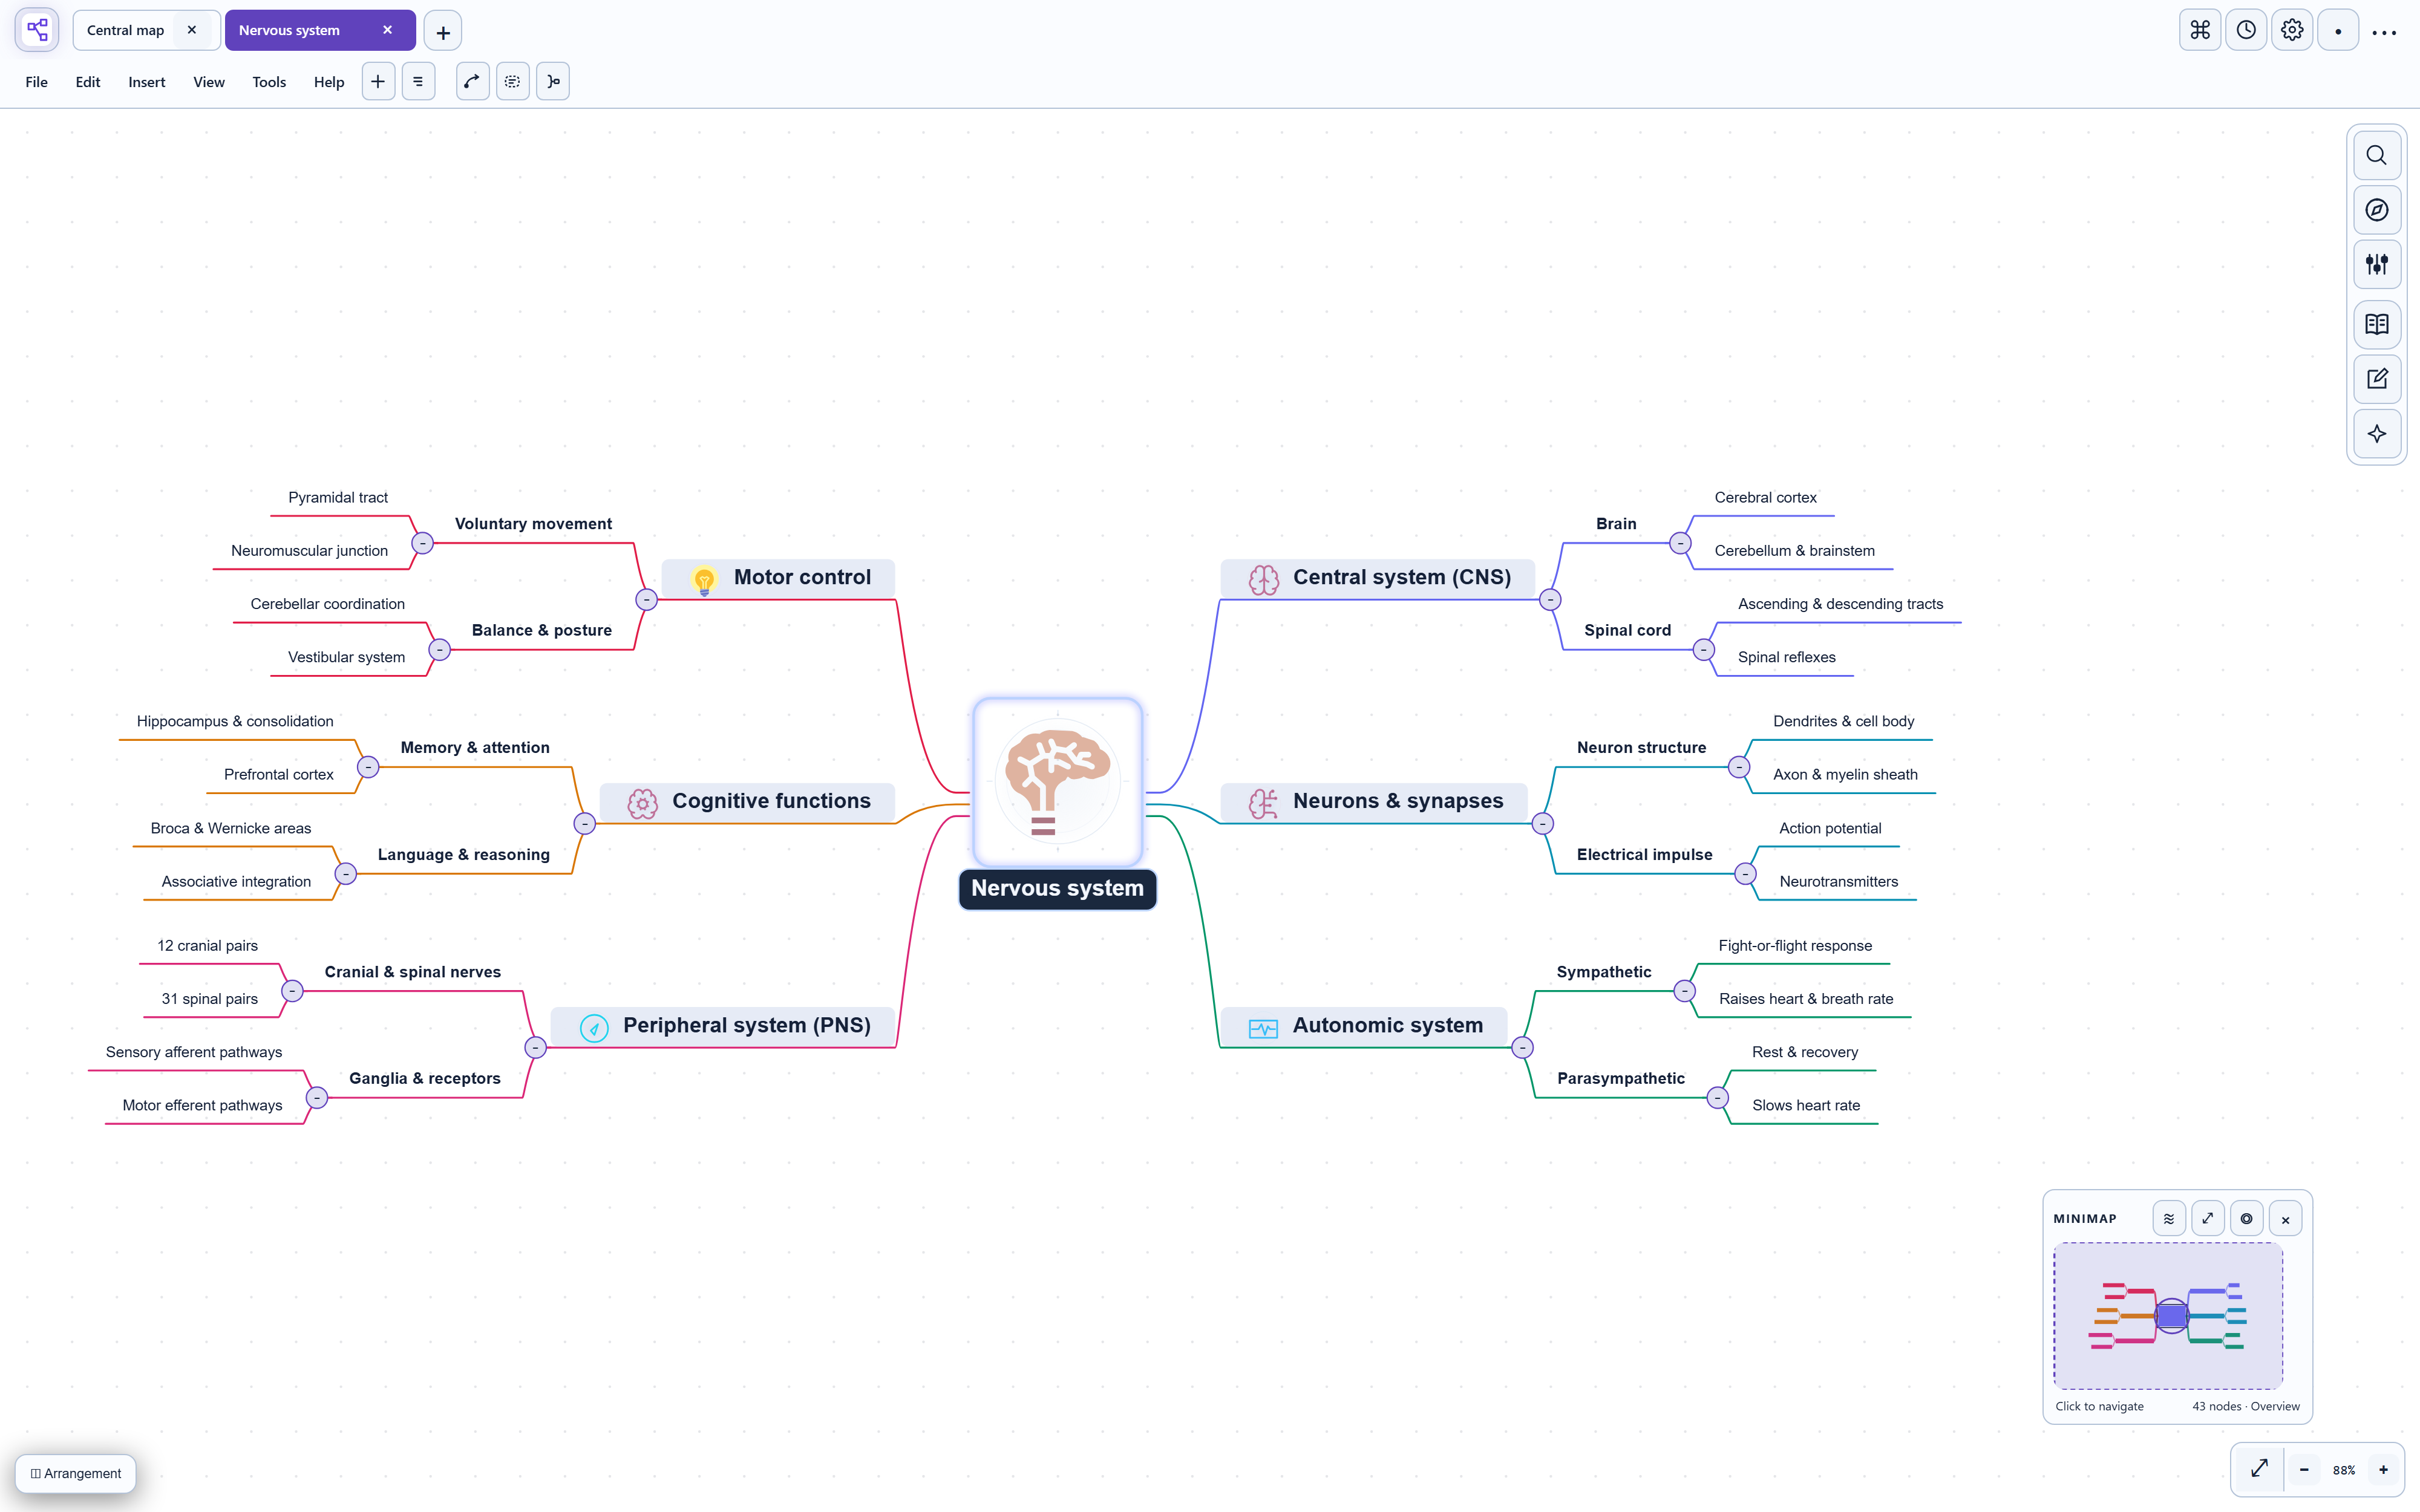 Central map
Nervous system
File Edit Insert View Tools Help
Pyramidal tract
Neuromuscular junction
Voluntary movement
Cerebellar coordination
Vestibular system
Balance & posture
Motor control
Hippocampus & consolidation
Prefrontal cortex
Memory & attention
Broca & Wernicke areas
Associative integration
Language & reasoning
Cognitive functions
12 cranial pairs
31 spinal pairs
Cranial & spinal nerves
Sensory afferent pathways
Motor efferent pathways
Ganglia & receptors
Peripheral system (PNS)
Nervous system
Central system (CNS)
Brain
Cerebral cortex
Cerebellum & brainstem
Spinal cord
Ascending & descending tracts
Spinal reflexes
Neurons & synapses
Neuron structure
Dendrites & cell body
Axon & myelin sheath
Electrical impulse
Action potential
Neurotransmitters
Autonomic system
Sympathetic
Fight-or-flight response
Raises heart & breath rate
Parasympathetic
Rest & recovery
Slows heart rate
MINIMAP
Click to navigate
43 nodes · Overview
Arrangement
88%